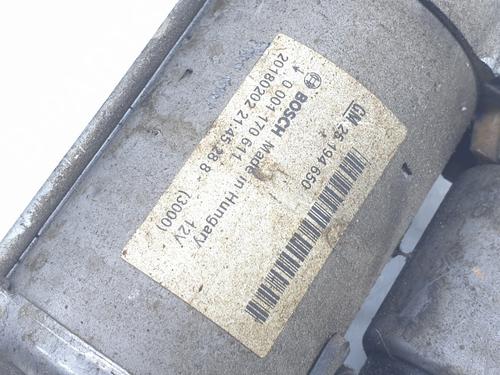 GM 25 194 650
BOSCH Made in Hungary 12V
0 001 170 611 (3000)
20180202 21:45 28 8